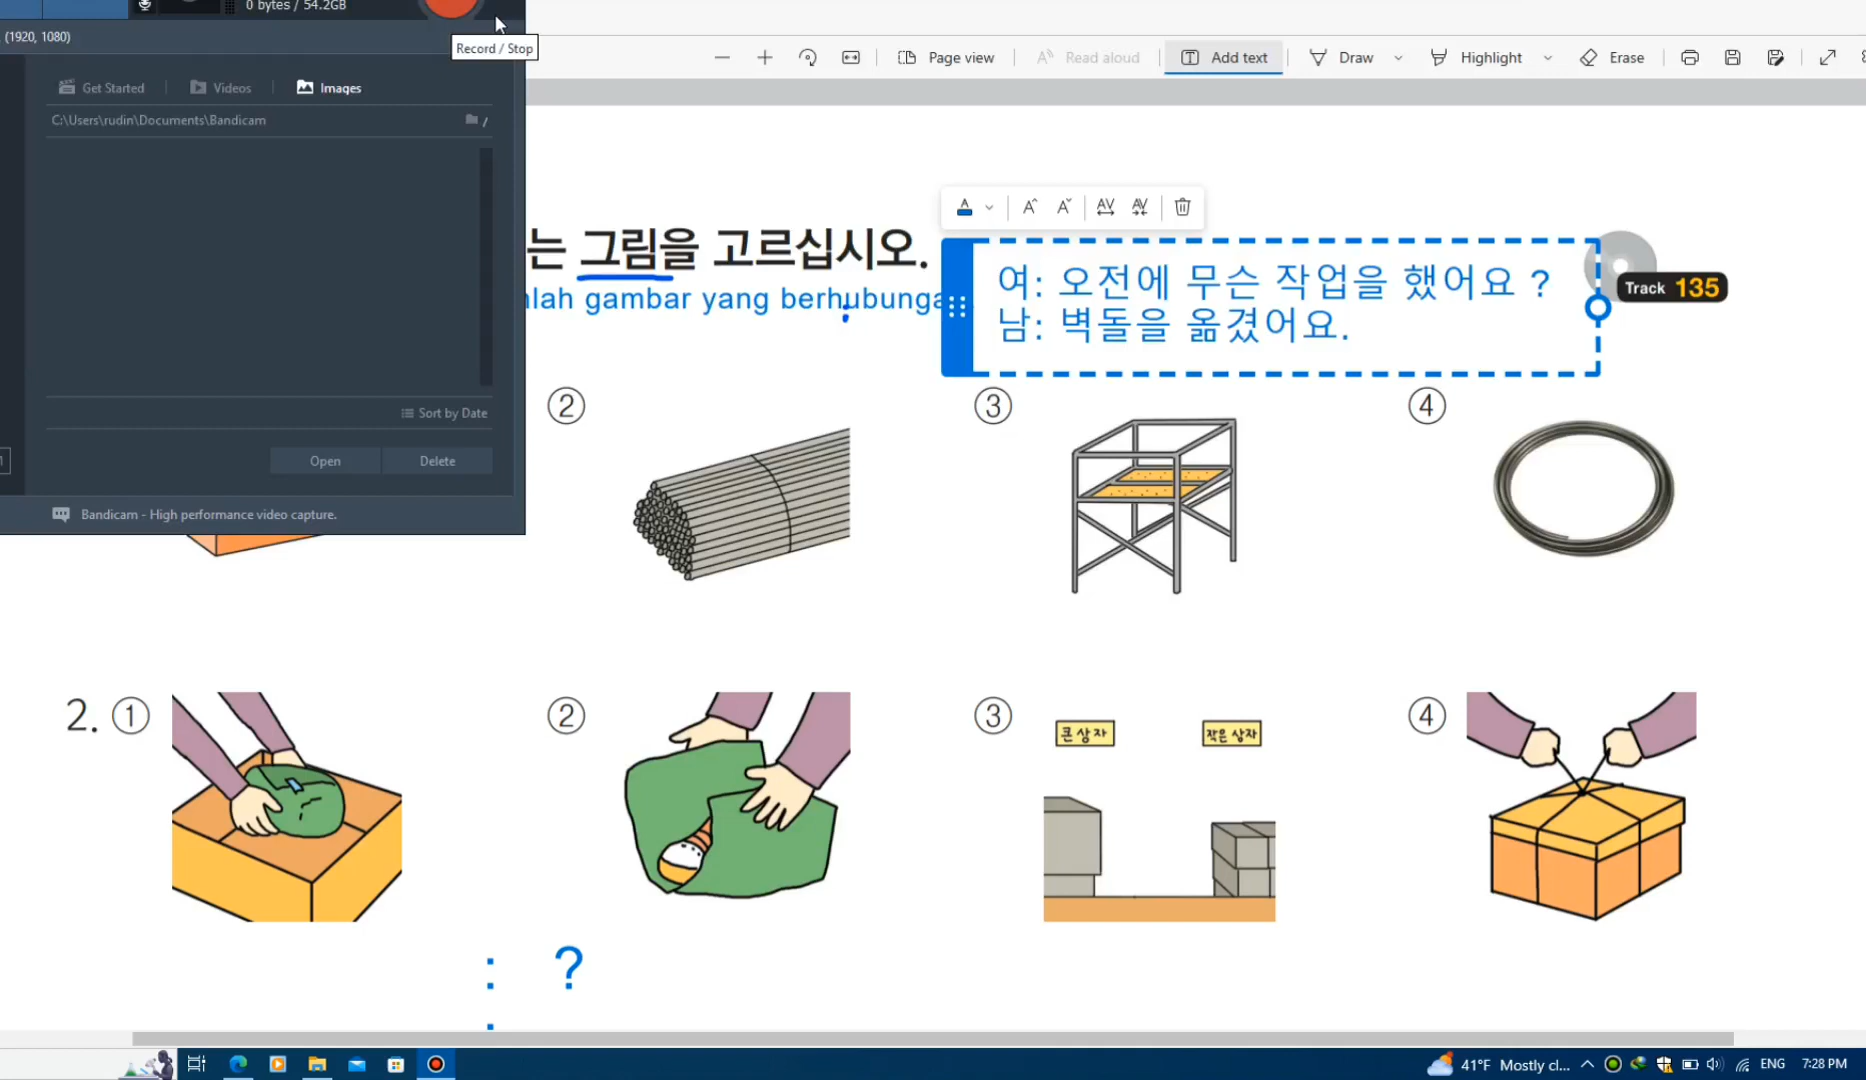 0 bytes / 54.2GB
(1920, 1080)
Record / Stop
Get Started
Videos
Images
C:\Users\rudin\Documents\Bandicam
Sort by Date
Open
Delete
Bandicam - High performance video capture.
Page view
Read aloud
Add text
Draw
Highlight
Erase
는 그림을 고르십시오.
lah gambar yang berhubunga
여: 오전에 무슨 작업을 했어요 ?
남: 벽돌을 옮겼어요.
Track 135
② ③ ④
2. ① ② ③ ④
큰 상자 작은 상자
: ?
:
41°F Mostly cl...
ENG
7:28 PM